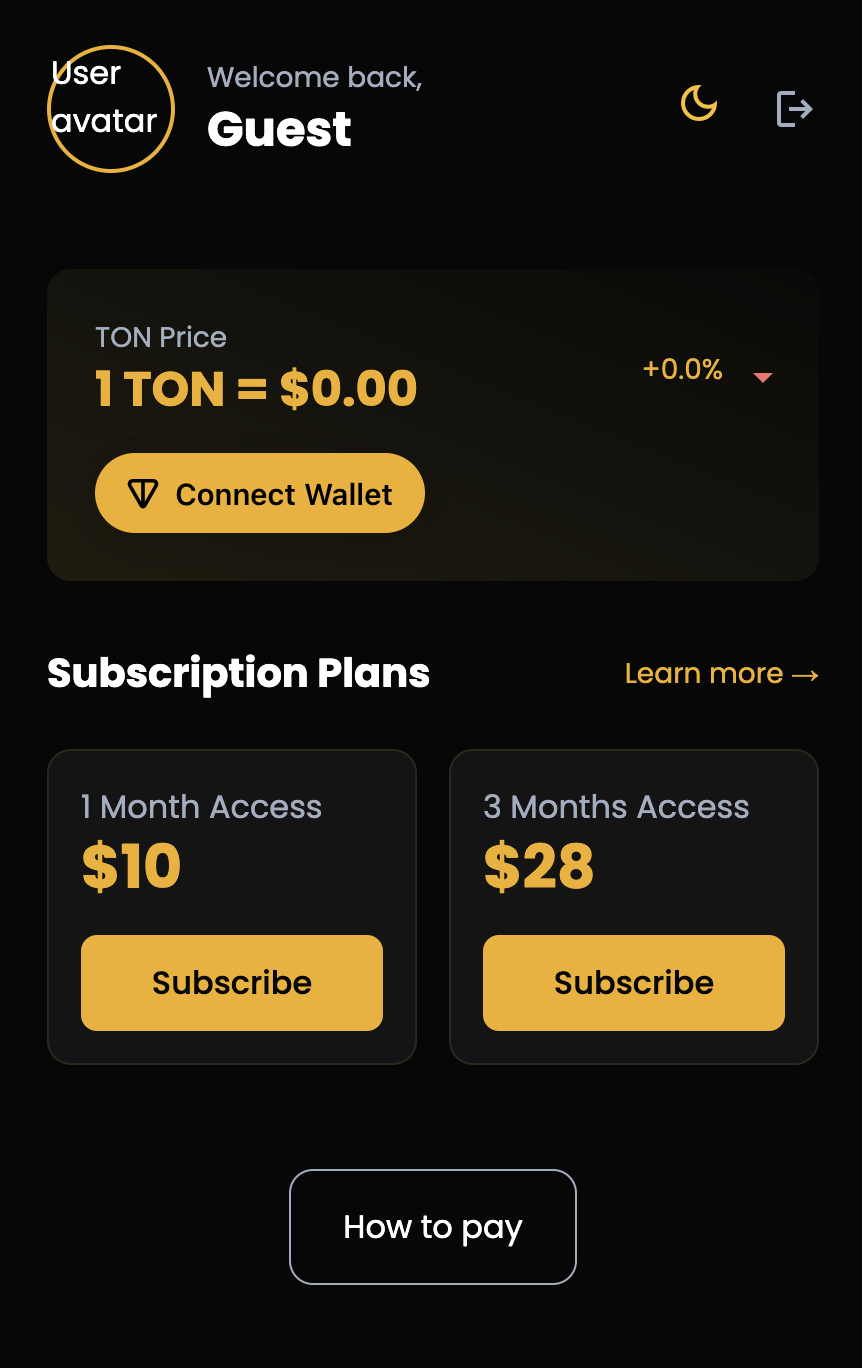 User
avatar
Welcome back,
Guest
TON Price
1 TON = $0.00
+0.0%
Connect Wallet
Subscription Plans
Learn more →
1 Month Access
$10
Subscribe
3 Months Access
$28
Subscribe
How to pay